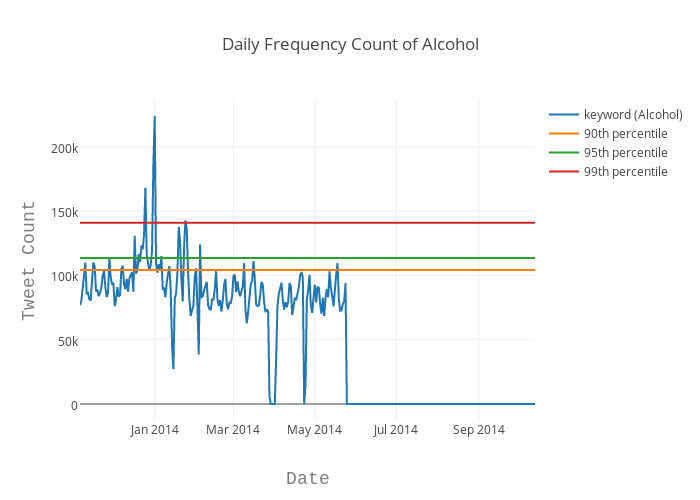 Daily Frequency Count of Alcohol
keyword (Alcohol)
90th percentile
95th percentile
99th percentile
Tweet Count
200k
150k
100k
50k
0
Jan 2014
Mar 2014
May 2014
Jul 2014
Sep 2014
Date